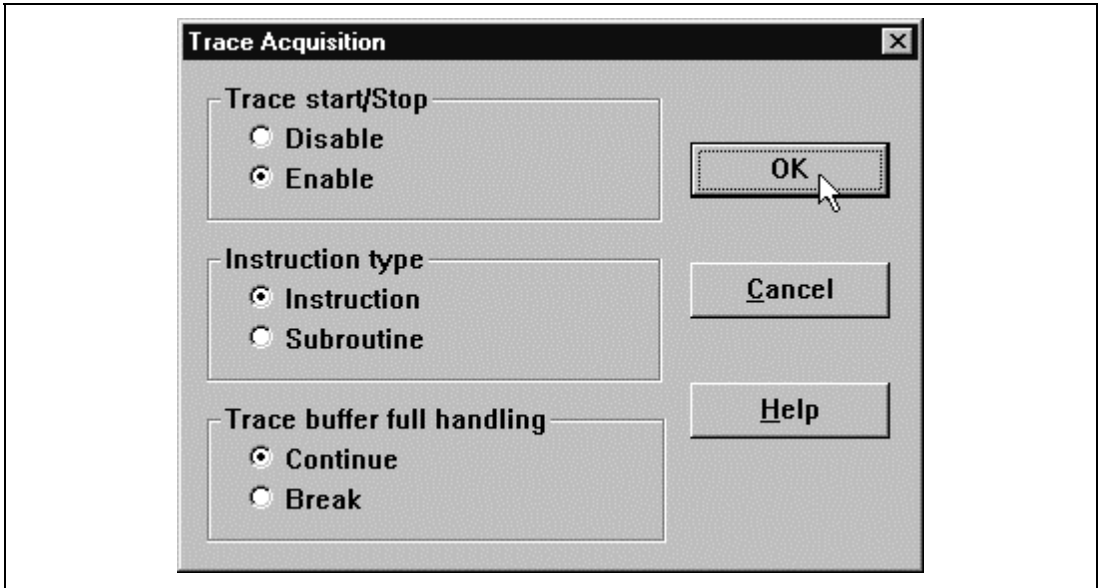 Trace Acquisition
Trace start/Stop
Disable
Enable
OK
Instruction type
Instruction
Subroutine
Cancel
Trace buffer full handling
Continue
Break
Help